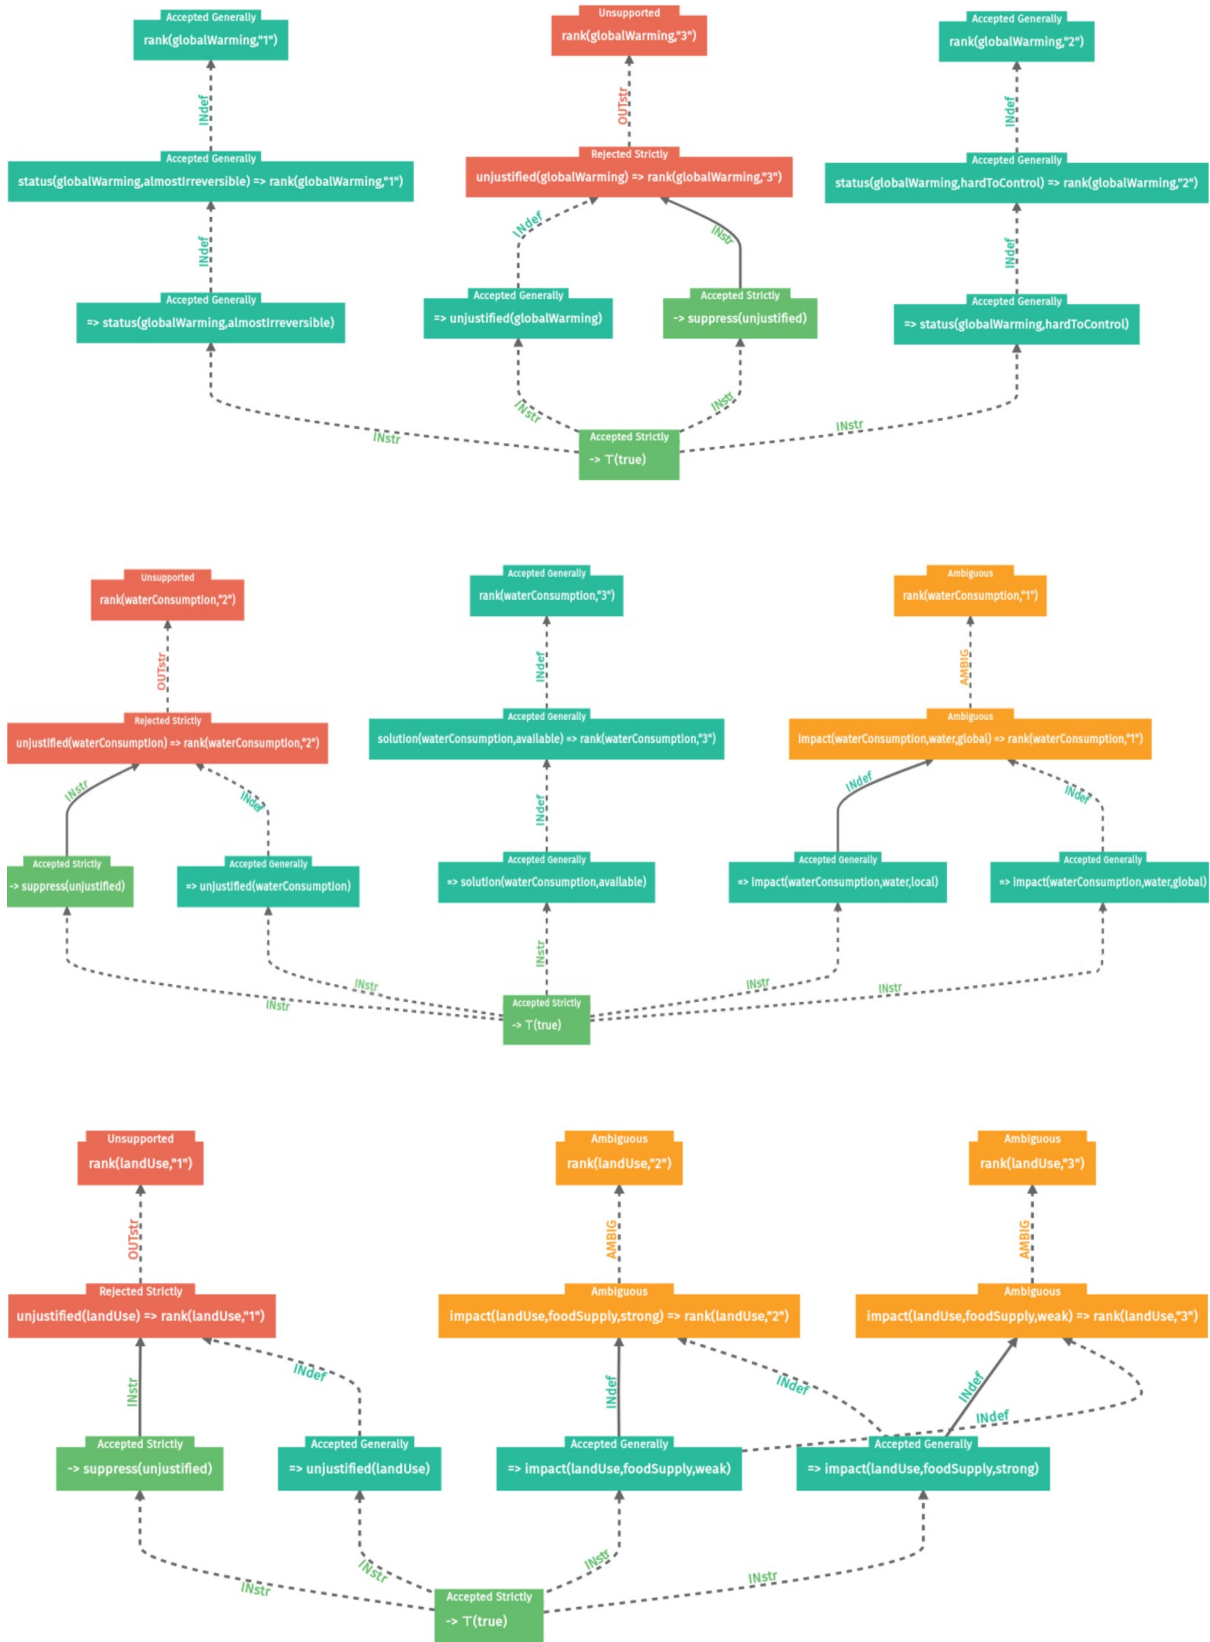 Accepted Generally
rank(globalWarming,"1")
Unsupported
rank(globalWarming,"3")
Accepted Generally
rank(globalWarming,"2")
INdef
OUTstr
INdef
Accepted Generally
status(globalWarming,almostIrreversible) => rank(globalWarming,"1")
Rejected Strictly
unjustified(globalWarming) => rank(globalWarming,"3")
Accepted Generally
status(globalWarming,hardToControl) => rank(globalWarming,"2")
INdef
INdef
INstr
INdef
Accepted Generally
=> status(globalWarming,almostIrreversible)
Accepted Generally
=> unjustified(globalWarming)
Accepted Strictly
-> suppress(unjustified)
Accepted Generally
=> status(globalWarming,hardToControl)
INstr
INstr
INstr
INstr
Accepted Strictly
-> ⊤(true)
Unsupported
rank(waterConsumption,"2")
Accepted Generally
rank(waterConsumption,"3")
Ambiguous
rank(waterConsumption,"1")
OUTstr
INdef
AMBIG
Rejected Strictly
unjustified(waterConsumption) => rank(waterConsumption,"2")
Accepted Generally
solution(waterConsumption,available) => rank(waterConsumption,"3")
Ambiguous
impact(waterConsumption,water,global) => rank(waterConsumption,"1")
INstr
INdef
INdef
INdef
INdef
Accepted Strictly
-> suppress(unjustified)
Accepted Generally
=> unjustified(waterConsumption)
Accepted Generally
=> solution(waterConsumption,available)
Accepted Generally
=> impact(waterConsumption,water,local)
Accepted Generally
=> impact(waterConsumption,water,global)
INstr
INstr
INstr
INstr
INstr
Accepted Strictly
-> ⊤(true)
Unsupported
rank(landUse,"1")
Ambiguous
rank(landUse,"2")
Ambiguous
rank(landUse,"3")
OUTstr
AMBIG
AMBIG
Rejected Strictly
unjustified(landUse) => rank(landUse,"1")
Ambiguous
impact(landUse,foodSupply,strong) => rank(landUse,"2")
Ambiguous
impact(landUse,foodSupply,weak) => rank(landUse,"3")
INstr
INdef
INdef
INdef
INdef
INdef
Accepted Strictly
-> suppress(unjustified)
Accepted Generally
=> unjustified(landUse)
Accepted Generally
=> impact(landUse,foodSupply,weak)
Accepted Generally
=> impact(landUse,foodSupply,strong)
INstr
INstr
INstr
INstr
Accepted Strictly
-> ⊤(true)